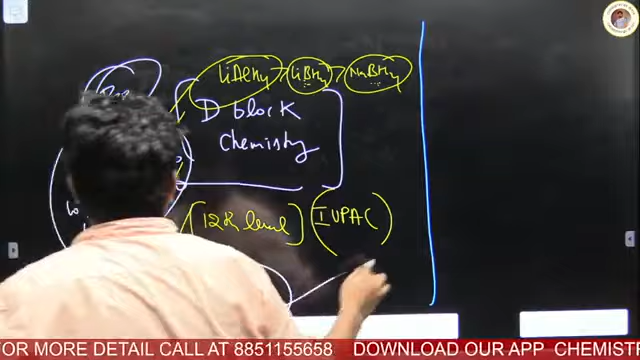 LiAlH4 > LiBH4 > NaBH4
D block
Chemistry
[12th level] (IUPAC)
FOR MORE DETAIL CALL AT 8851155658 DOWNLOAD OUR APP CHEMISTR